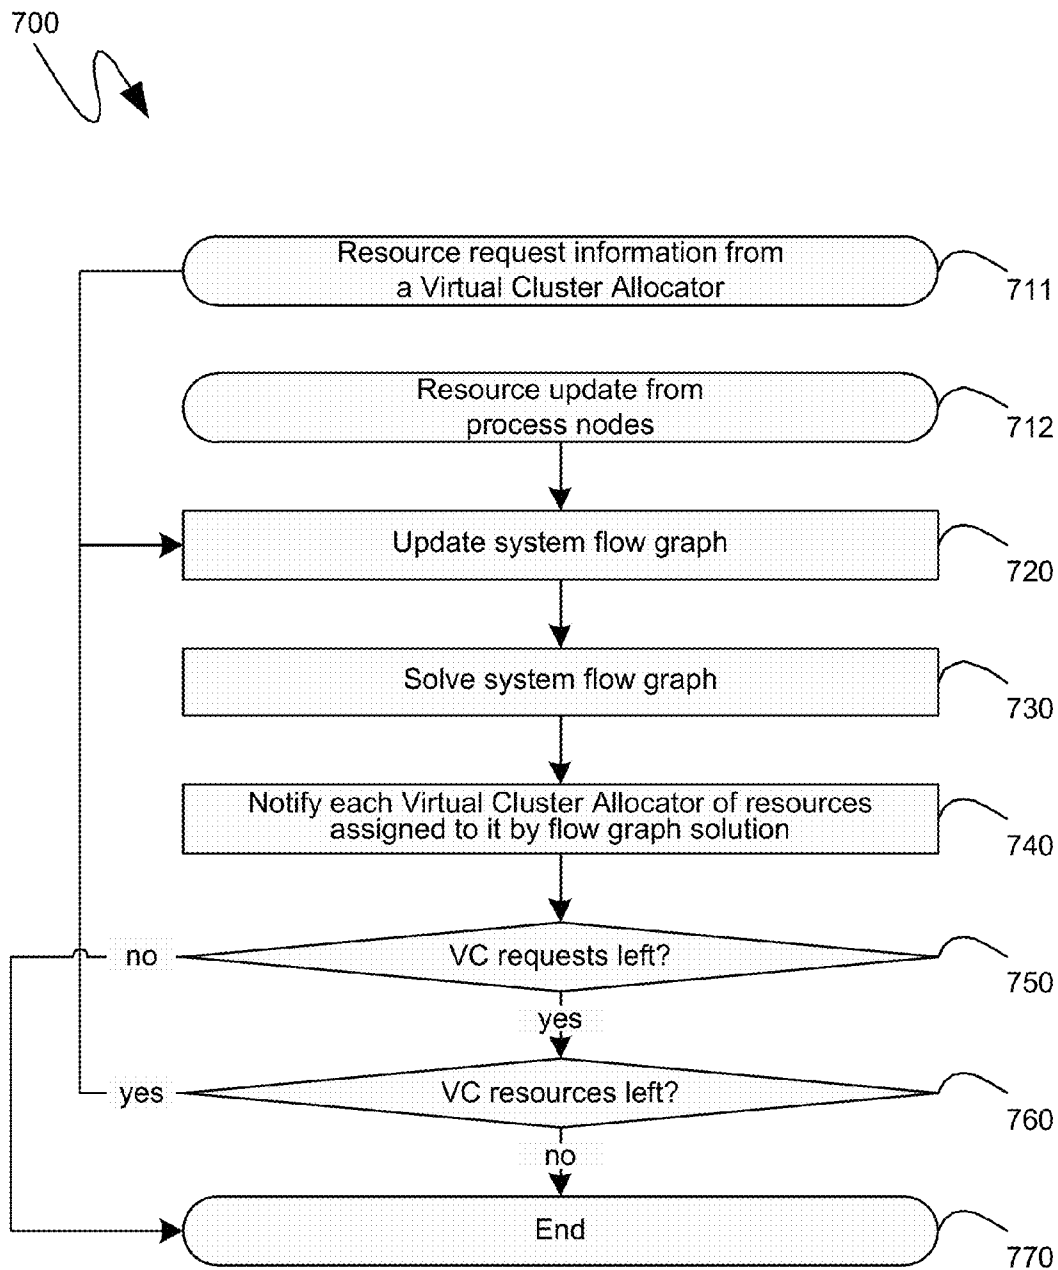 700
Resource request information from
a Virtual Cluster Allocator
711
Resource update from
process nodes
712
Update system flow graph
720
Solve system flow graph
730
Notify each Virtual Cluster Allocator of resources
assigned to it by flow graph solution
740
no
VC requests left?
750
yes
yes
VC resources left?
760
no
End
770